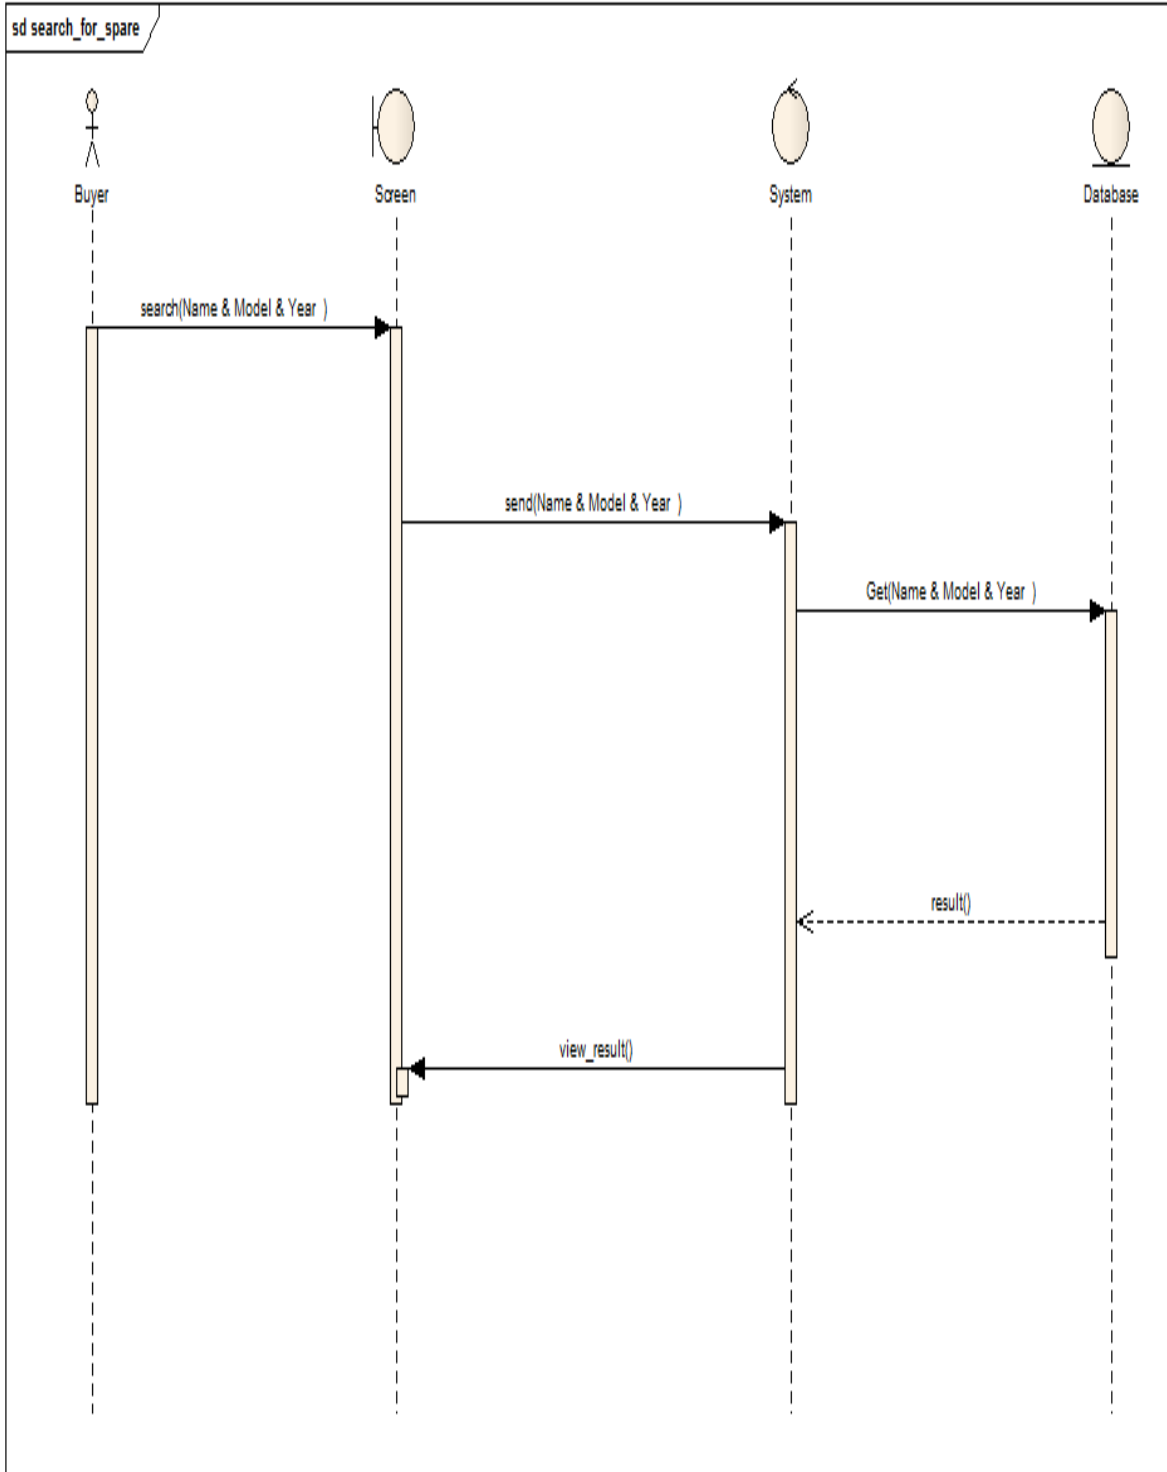 sd search_for_spare
Buyer
Screen
System
Database
search(Name & Model & Year  )
send(Name & Model & Year  )
Get(Name & Model & Year  )
result()
view_result()